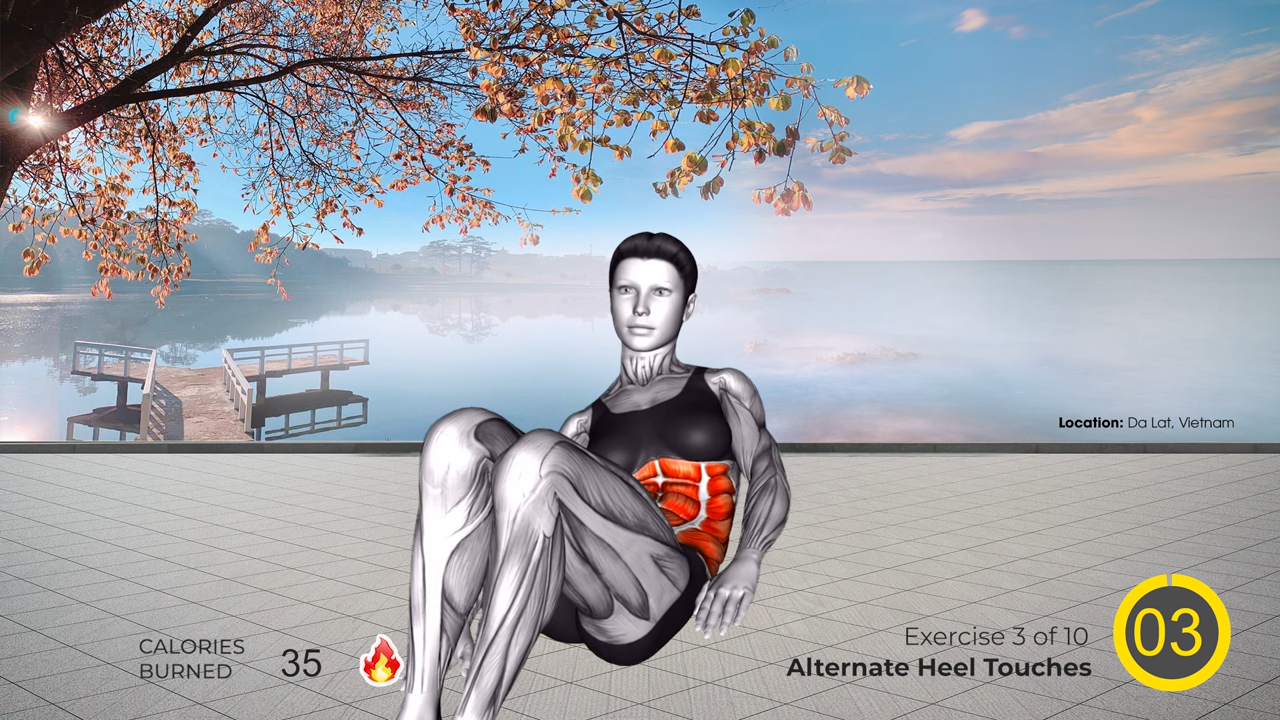 Location: Da Lat, Vietnam
CALORIES
BURNED
35
Exercise 3 of 10
Alternate Heel Touches
03